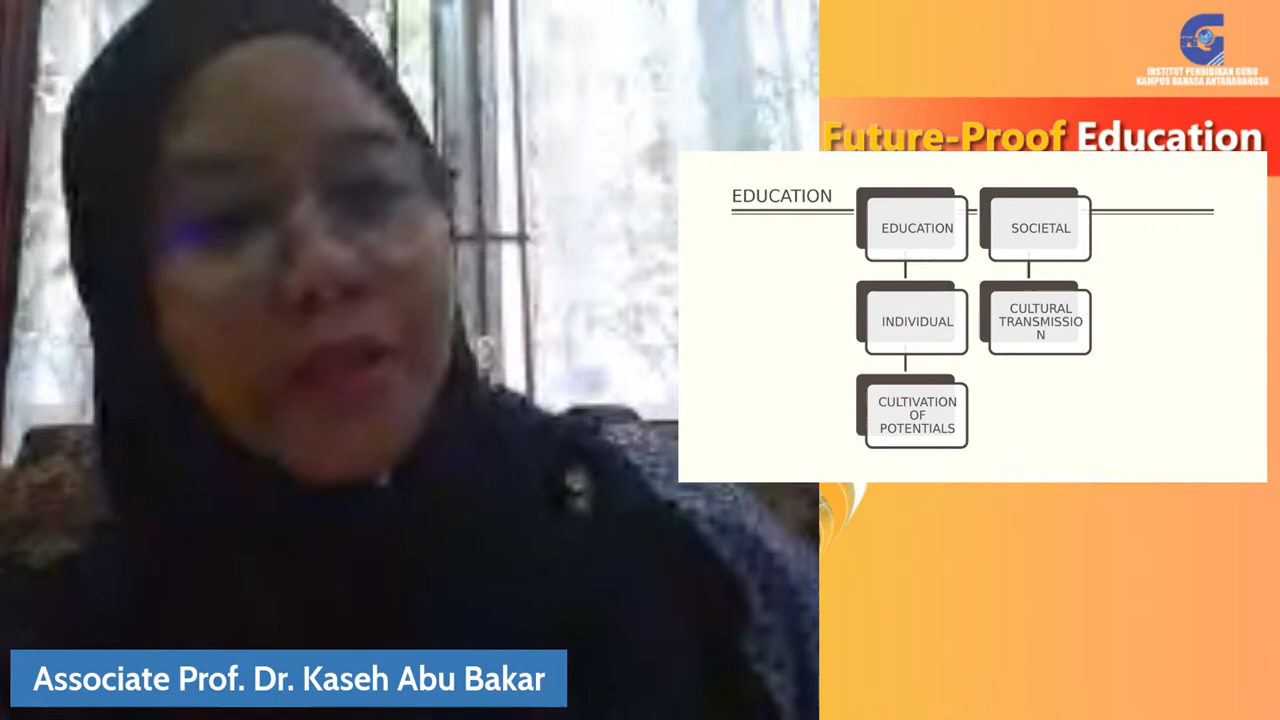 INSTITUT PENDIDIKAN GURU
KAMPUS BAHASA ANTARABANGSA
Future-Proof Education
EDUCATION
EDUCATION
SOCIETAL
INDIVIDUAL
CULTURAL
TRANSMISSIO
N
CULTIVATION
OF
POTENTIALS
Associate Prof. Dr. Kaseh Abu Bakar